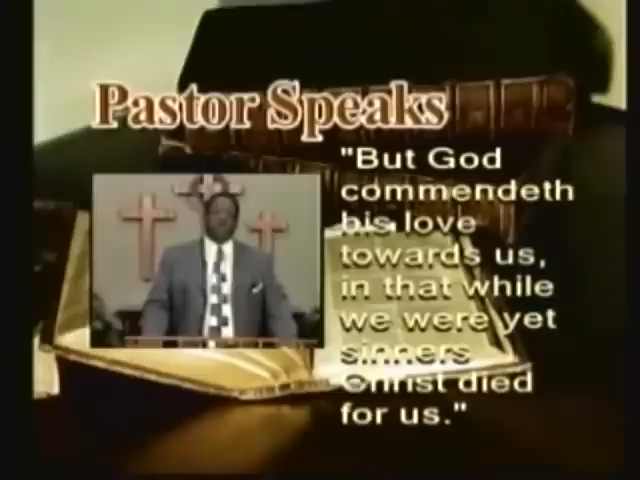 Pastor Speaks
"But God
commendeth
his love
towards us,
in that while
we were yet
sinners
Christ died
for us."